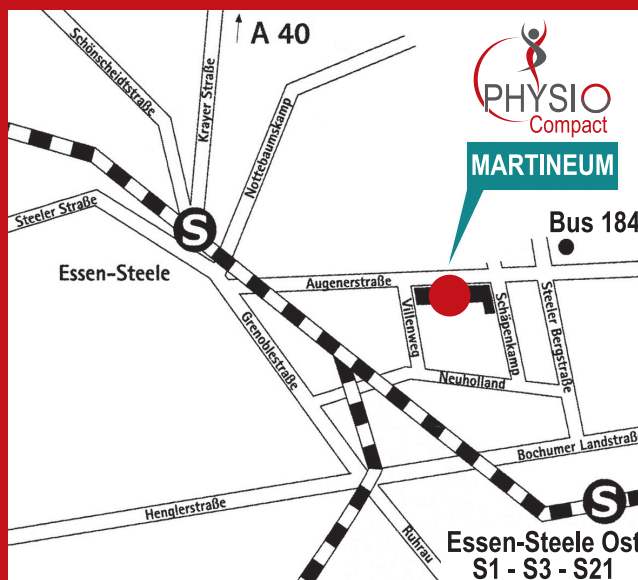 A 40
Schönscheidtstraße
Krayer Straße
Nottebaumskamp
PHYSIO
Compact
MARTINEUM
Steeler Straße
S
Bus 184
Essen-Steele
Augenerstraße
Villenweg
Schäpenkamp
Steeler Bergstraße
Grenoblestraße
Neuholland
Bochumer Landstraß
Henglerstraße
Ruhrau
S
Essen-Steele Ost
S1 - S3 - S21